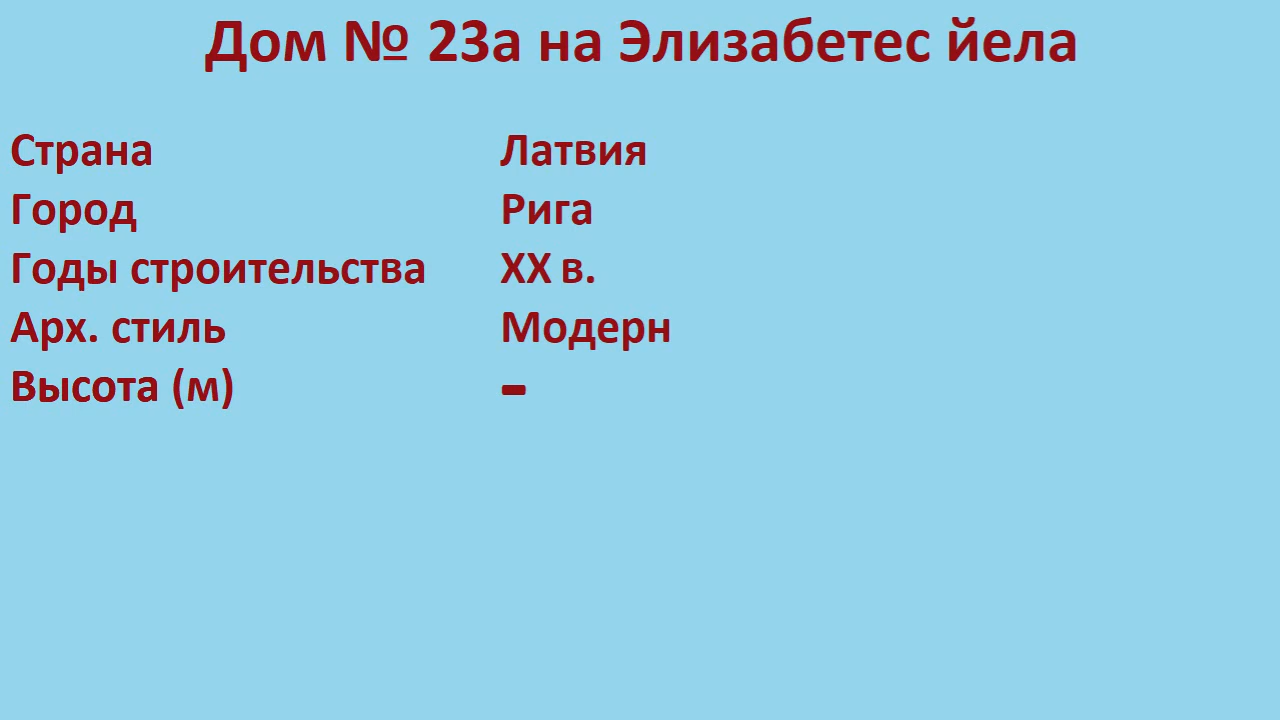 Дом № 23а на Элизабетес йела
Страна Латвия
Город Рига
Годы строительства XX в.
Арх. стиль Модерн
Высота (м) -